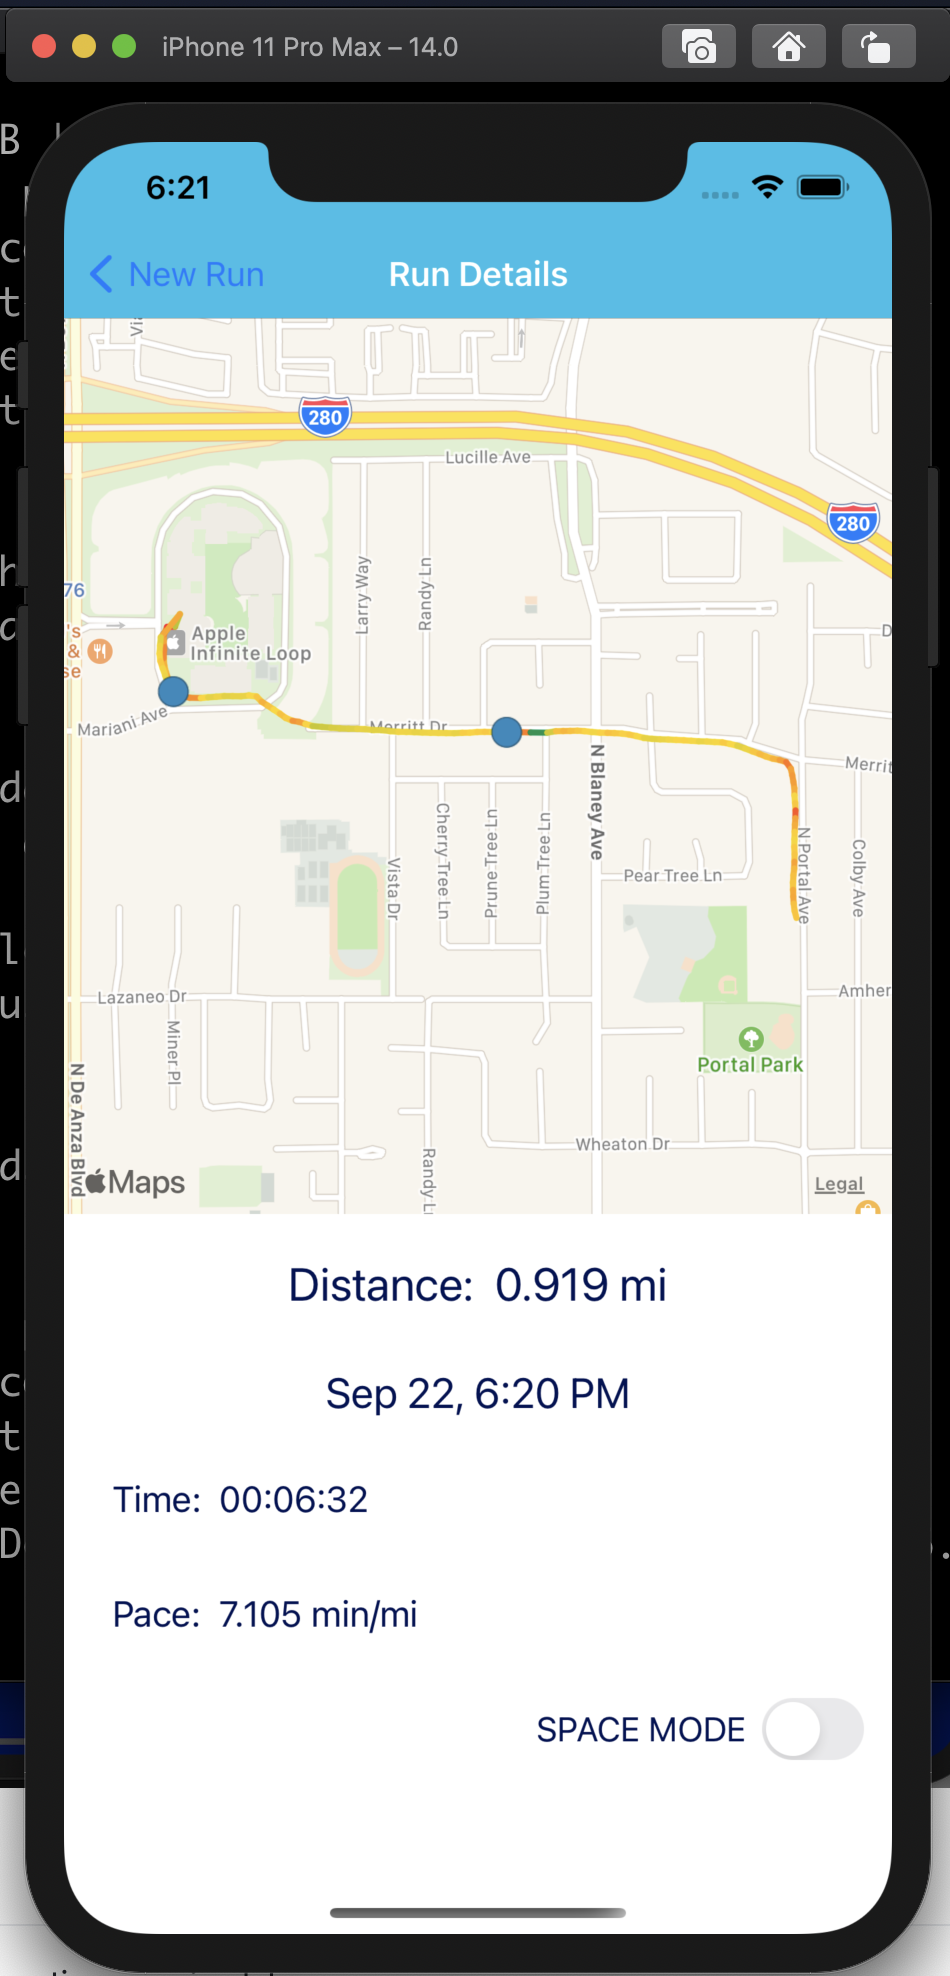 iPhone 11 Pro Max – 14.0
6:21
New Run
Run Details
280
Lucille Ave
280
76
Larry Way
Randy Ln
's
&
se
Apple
Infinite Loop
Mariani Ave
Merritt Dr
N Blaney Ave
Merrit
Cherry Tree Ln
Prune Tree Ln
Plum Tree Ln
Vista Dr
Pear Tree Ln
N Portal Ave
Colby Ave
Lazaneo Dr
Amher
Miner Pl
Portal Park
N De Anza Blvd
Wheaton Dr
Randy L
Maps
Legal
Distance: 0.919 mi
Sep 22, 6:20 PM
Time: 00:06:32
Pace: 7.105 min/mi
SPACE MODE